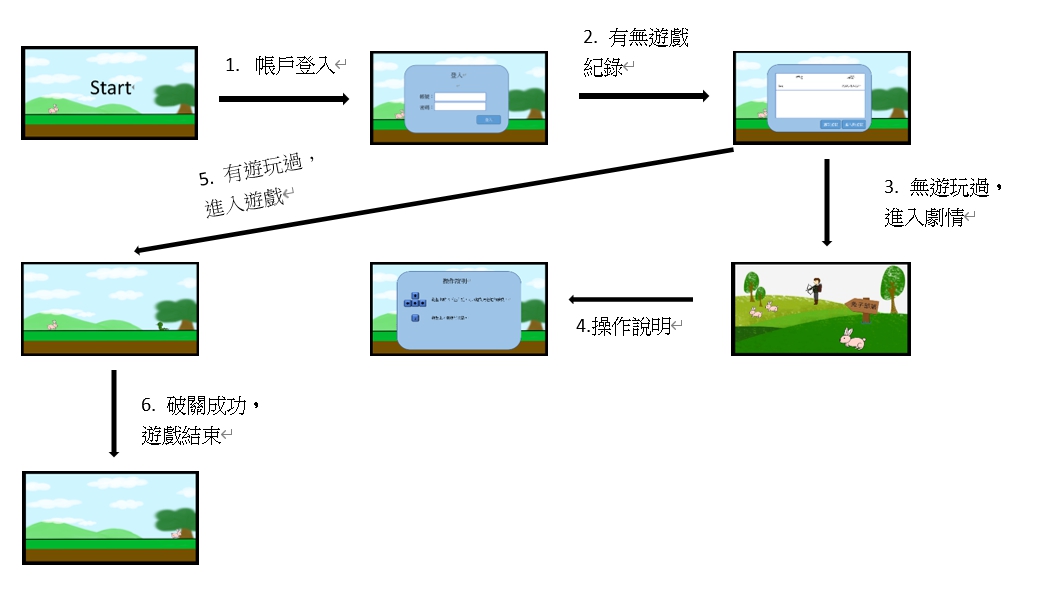 Start
1. 帳戶登入
登入
帳號：
密碼：
登入
2. 有無遊戲
紀錄
3. 無遊玩過，
進入劇情
5. 有遊玩過，
進入遊戲
操作說明
4.操作說明
6. 破關成功，
遊戲結束